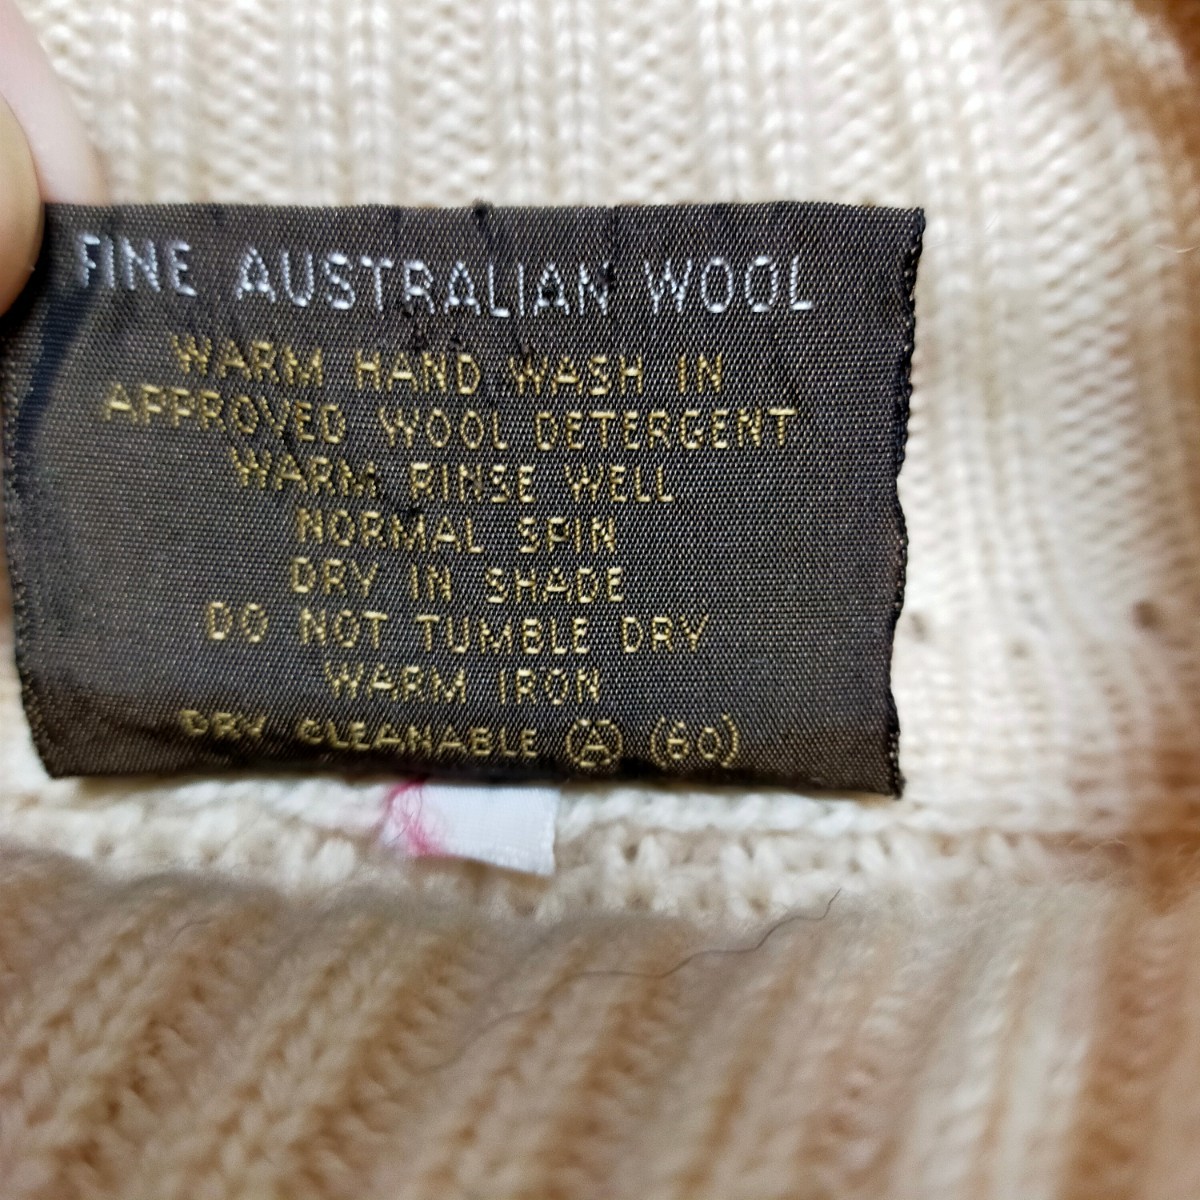 FINE AUSTRALIAN WOOL
WARM HAND WASH IN
APPROVED WOOL DETERGENT
WARM RINSE WELL
NORMAL SPIN
DRY IN SHADE
DO NOT TUMBLE DRY
WARM IRON
DRY CLEANABLE Ⓐ (60)